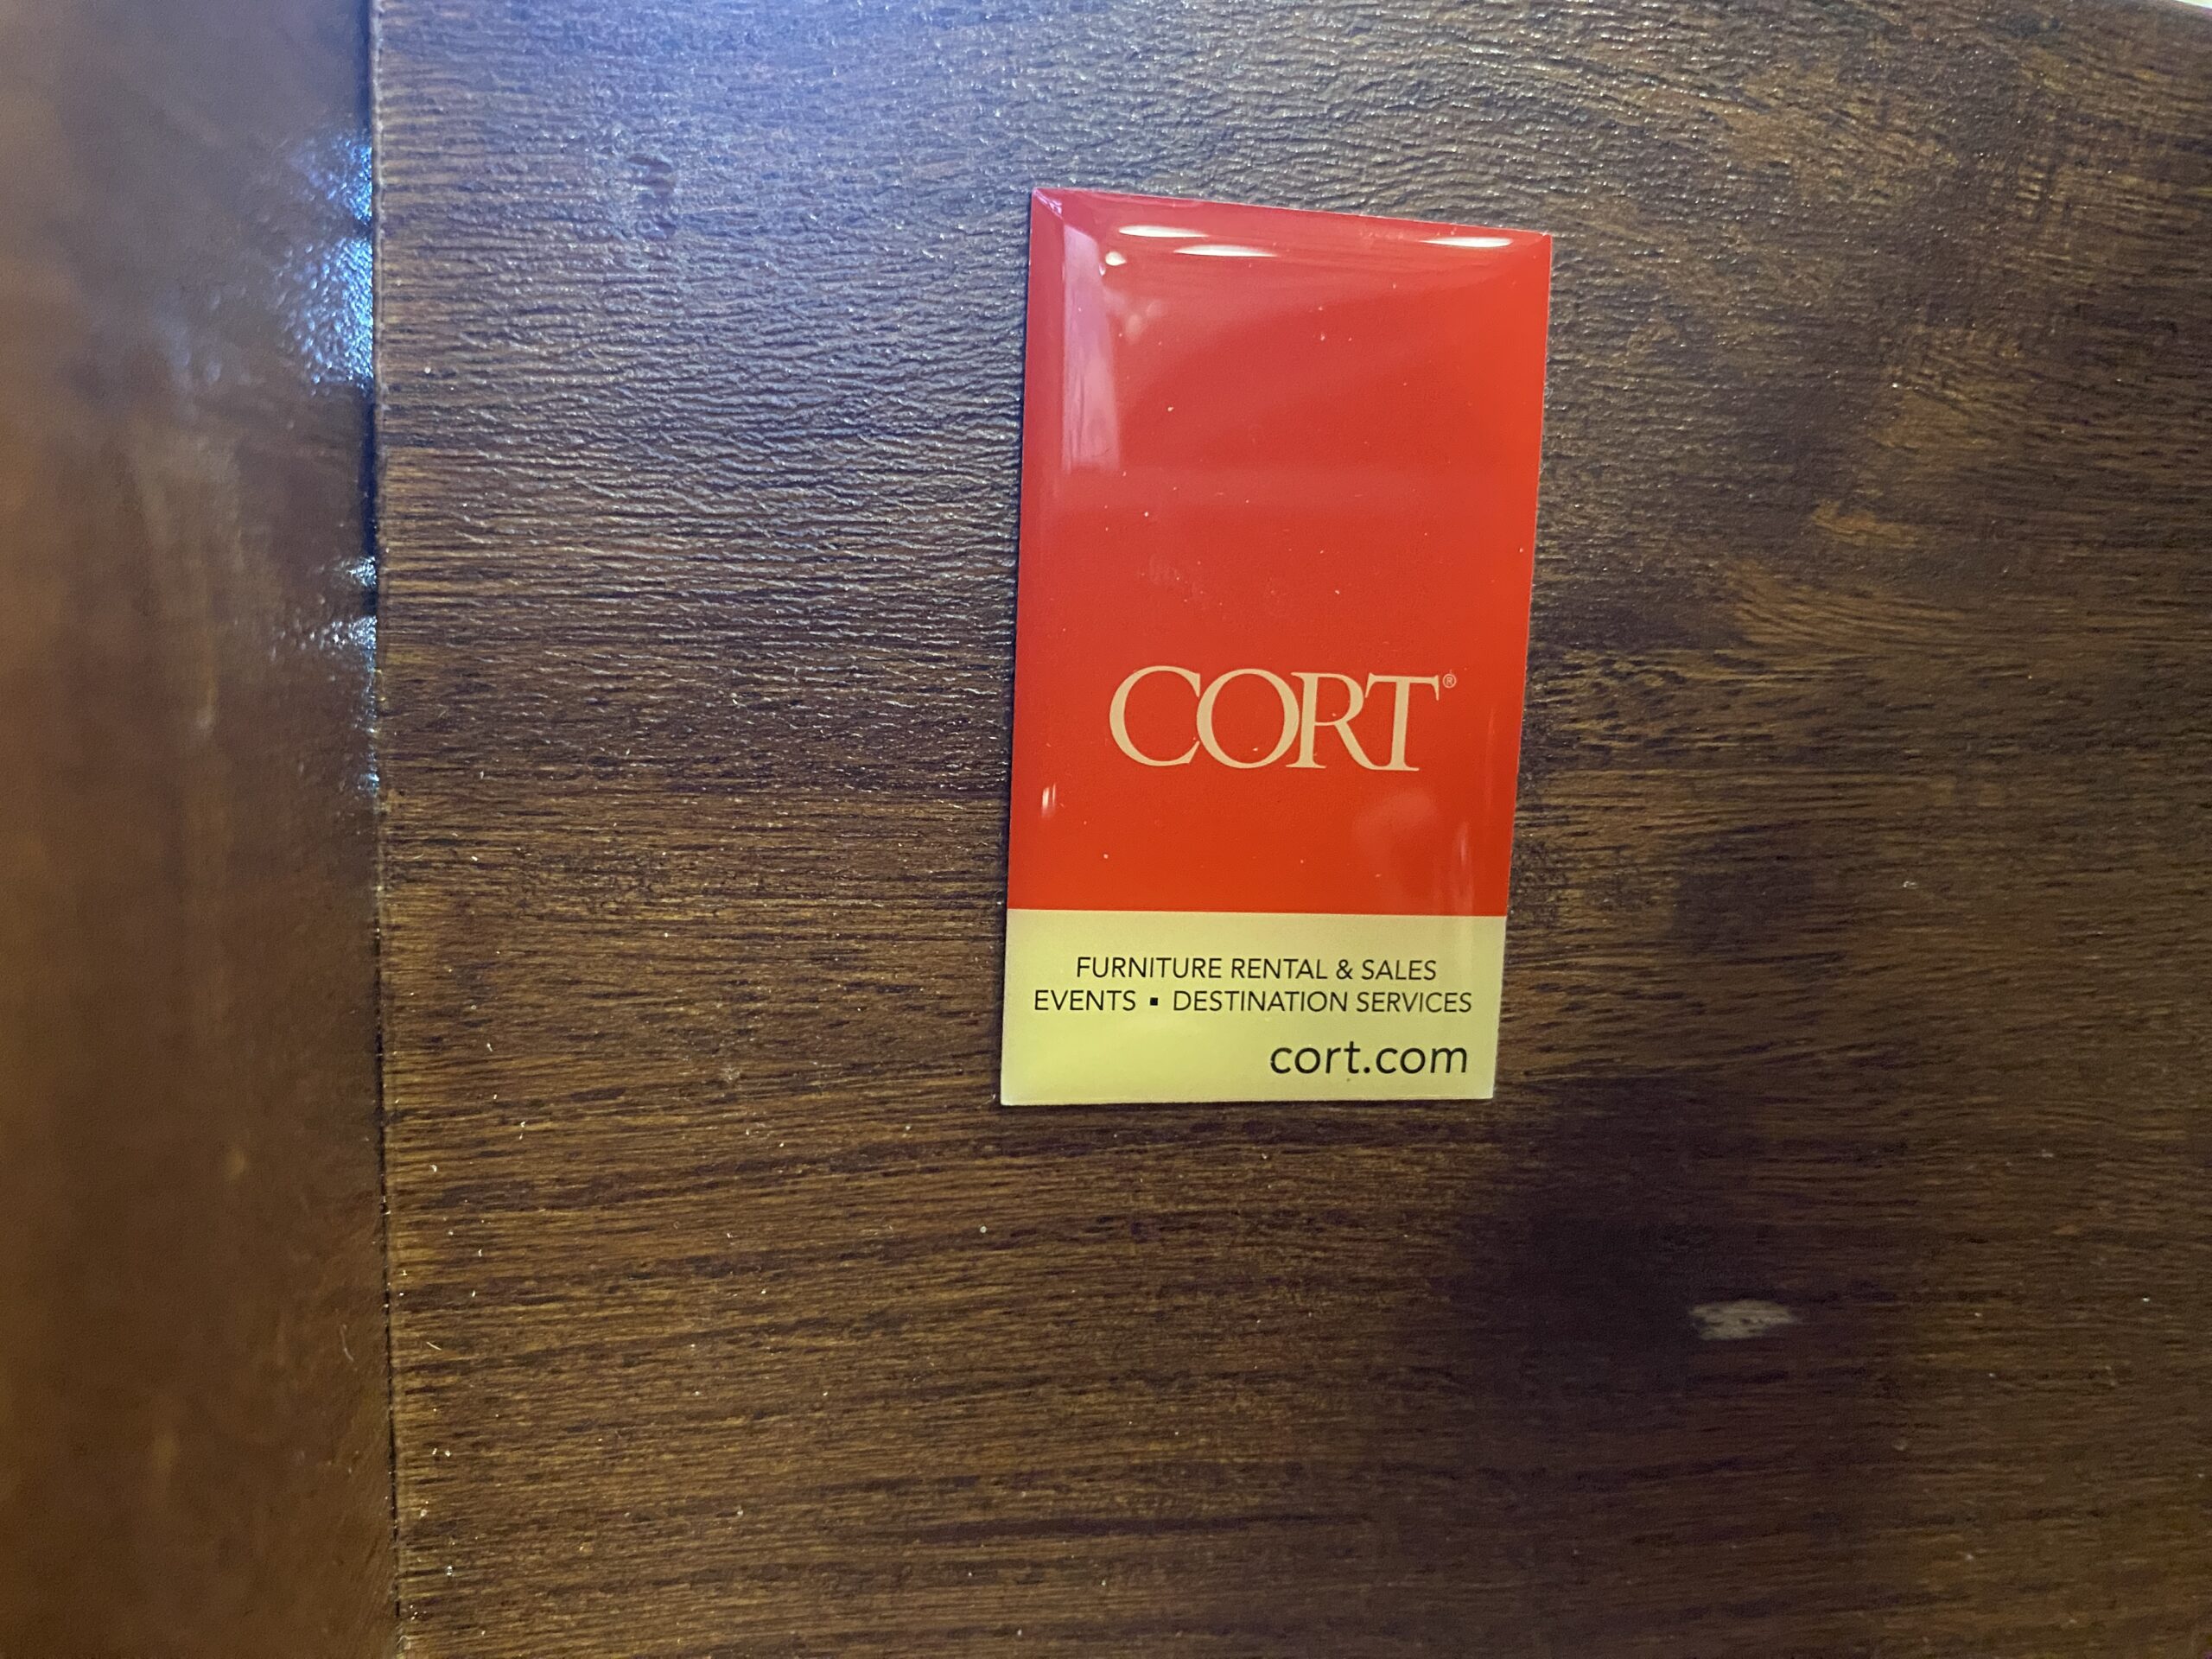 CORT®
FURNITURE RENTAL & SALES
EVENTS ▪ DESTINATION SERVICES
cort.com